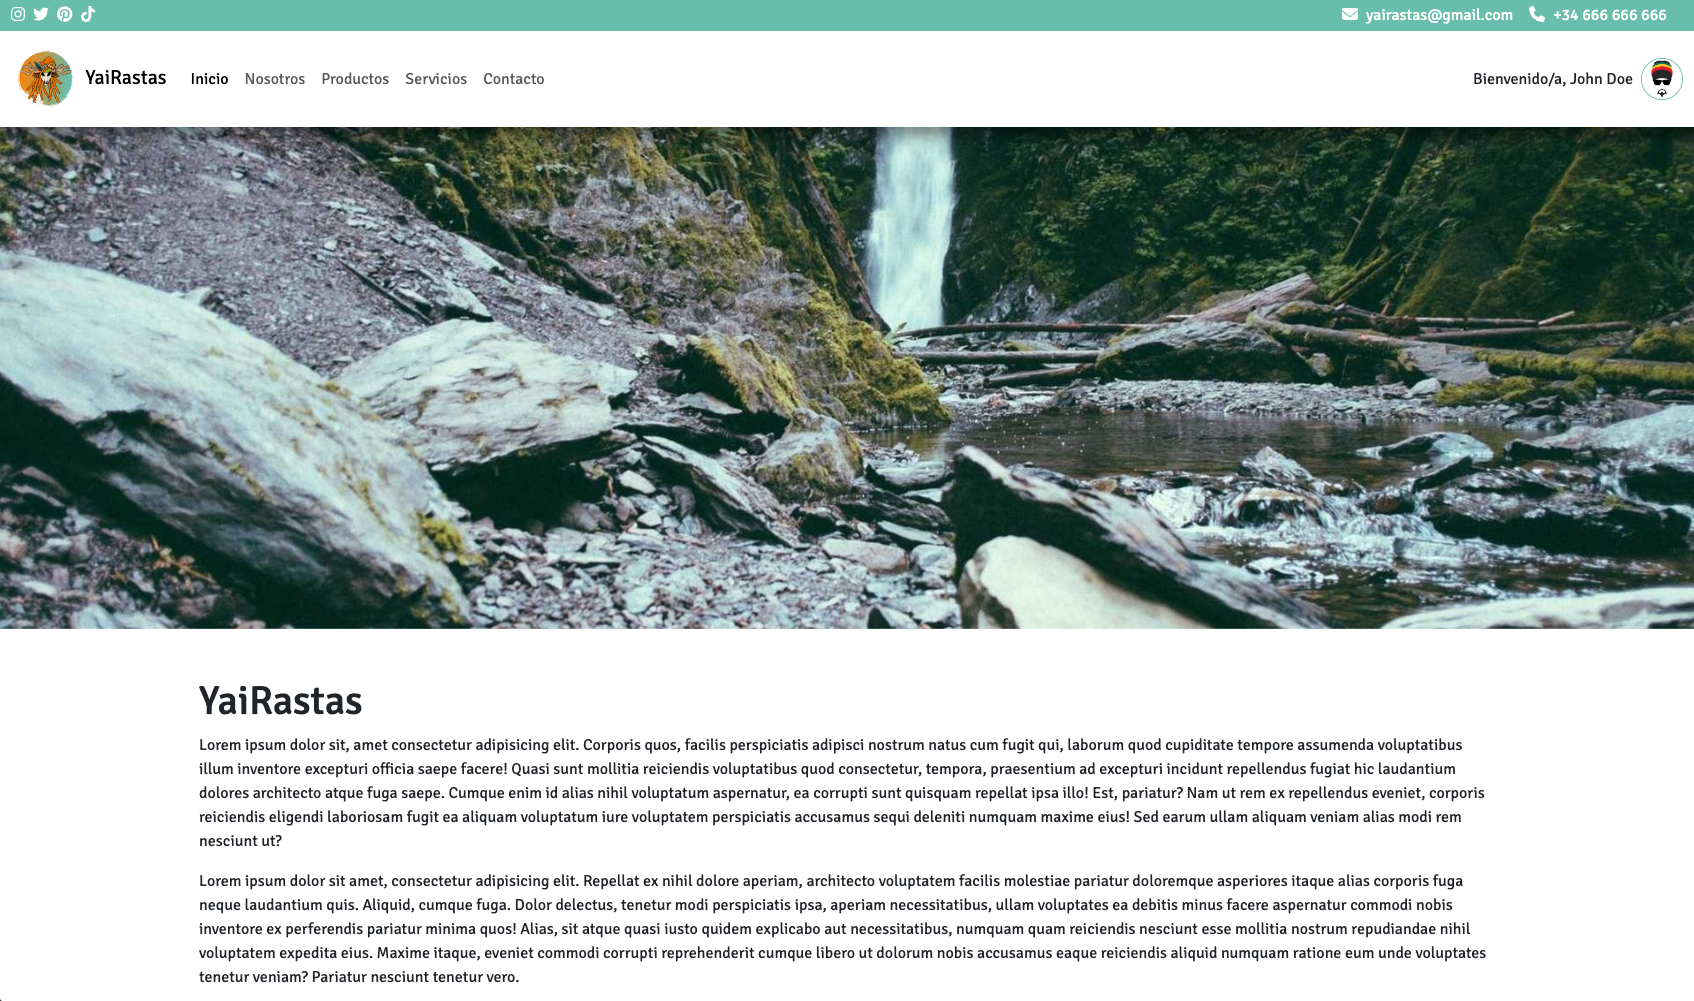 yairastas@gmail.com +34 666 666 666
YaiRastas Inicio Nosotros Productos Servicios Contacto Bienvenido/a, John Doe
YaiRastas
Lorem ipsum dolor sit, amet consectetur adipisicing elit. Corporis quos, facilis perspiciatis adipisci nostrum natus cum fugit qui, laborum quod cupiditate tempore assumenda voluptatibus
illum inventore excepturi officia saepe facere! Quasi sunt mollitia reiciendis voluptatibus quod consectetur, tempora, praesentium ad excepturi incidunt repellendus fugiat hic laudantium
dolores architecto atque fuga saepe. Cumque enim id alias nihil voluptatum aspernatur, ea corrupti sunt quisquam repellat ipsa illo! Est, pariatur? Nam ut rem ex repellendus eveniet, corporis
reiciendis eligendi laboriosam fugit ea aliquam voluptatum iure voluptatem perspiciatis accusamus sequi deleniti numquam maxime eius! Sed earum ullam aliquam veniam alias modi rem
nesciunt ut?
Lorem ipsum dolor sit amet, consectetur adipisicing elit. Repellat ex nihil dolore aperiam, architecto voluptatem facilis molestiae pariatur doloremque asperiores itaque alias corporis fuga
neque laudantium quis. Aliquid, cumque fuga. Dolor delectus, tenetur modi perspiciatis ipsa, aperiam necessitatibus, ullam voluptates ea debitis minus facere aspernatur commodi nobis
inventore ex perferendis pariatur minima quos! Alias, sit atque quasi iusto quidem explicabo aut necessitatibus, numquam quam reiciendis nesciunt esse mollitia nostrum repudiandae nihil
voluptatem expedita eius. Maxime itaque, eveniet commodi corrupti reprehenderit cumque libero ut dolorum nobis accusamus eaque reiciendis aliquid numquam ratione eum unde voluptates
tenetur veniam? Pariatur nesciunt tenetur vero.